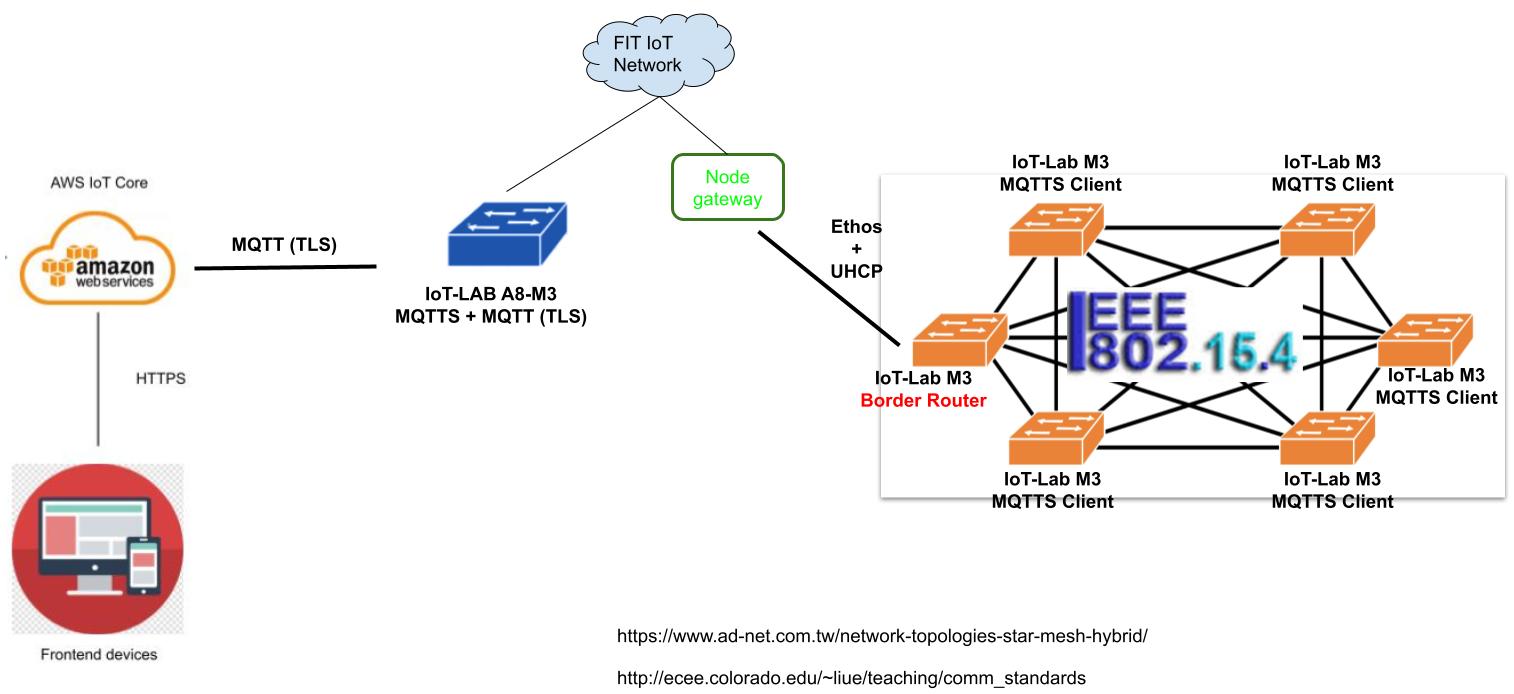 FIT IoT
Network
Node
gateway
AWS IoT Core
amazon
webservices
MQTT (TLS)
IoT-LAB A8-M3
MQTTS + MQTT (TLS)
HTTPS
Frontend devices
Ethos
+
UHCP
IoT-Lab M3
MQTTS Client
IoT-Lab M3
MQTTS Client
IEEE
802.15.4
IoT-Lab M3
Border Router
IoT-Lab M3
MQTTS Client
IoT-Lab M3
MQTTS Client
IoT-Lab M3
MQTTS Client
https://www.ad-net.com.tw/network-topologies-star-mesh-hybrid/
http://ecee.colorado.edu/~liue/teaching/comm_standards